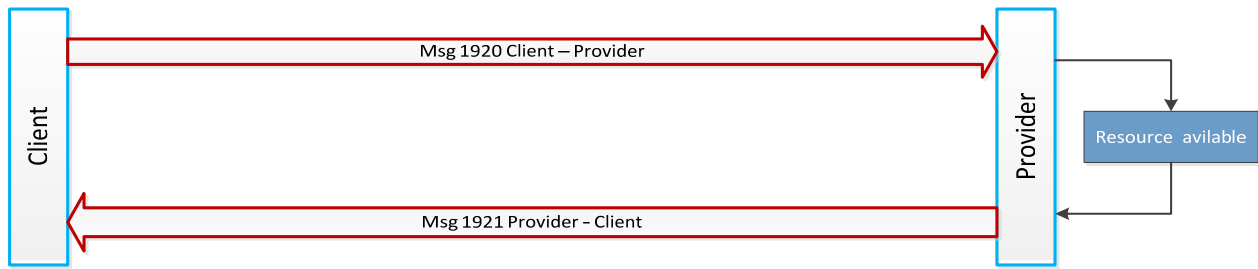 Client
Msg 1920 Client – Provider
Provider
Resource avilable
Msg 1921 Provider – Client